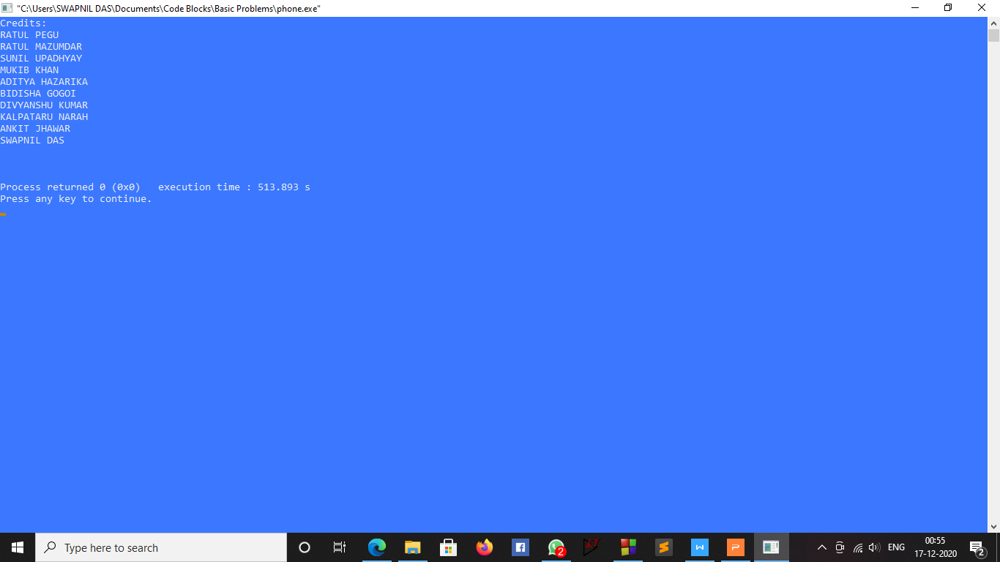 "C:\Users\SWAPNIL DAS\Documents\Code Blocks\Basic Problems\phone.exe"
Credits:
RATUL PEGU
RATUL MAZUMDAR
SUNIL UPADHYAY
MUKIB KHAN
ADITYA HAZARIKA
BIDISHA GOGOI
DIVYANSHU KUMAR
KALPATARU NARAH
ANKIT JHAWAR
SWAPNIL DAS
Process returned 0 (0x0)   execution time : 513.893 s
Press any key to continue.
Type here to search
2
W
P
ENG
00:55
17-12-2020
2